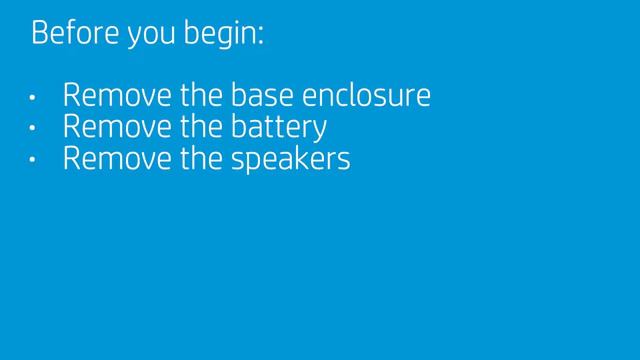 Before you begin:
• Remove the base enclosure
• Remove the battery
• Remove the speakers